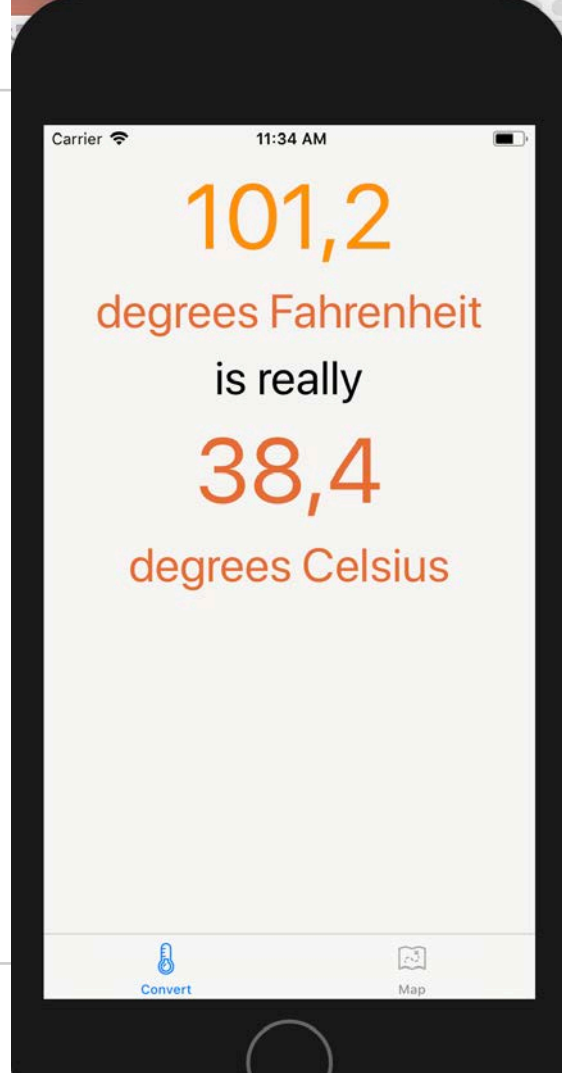 Carrier 11:34 AM
101,2
degrees Fahrenheit
is really
38,4
degrees Celsius
Convert Map